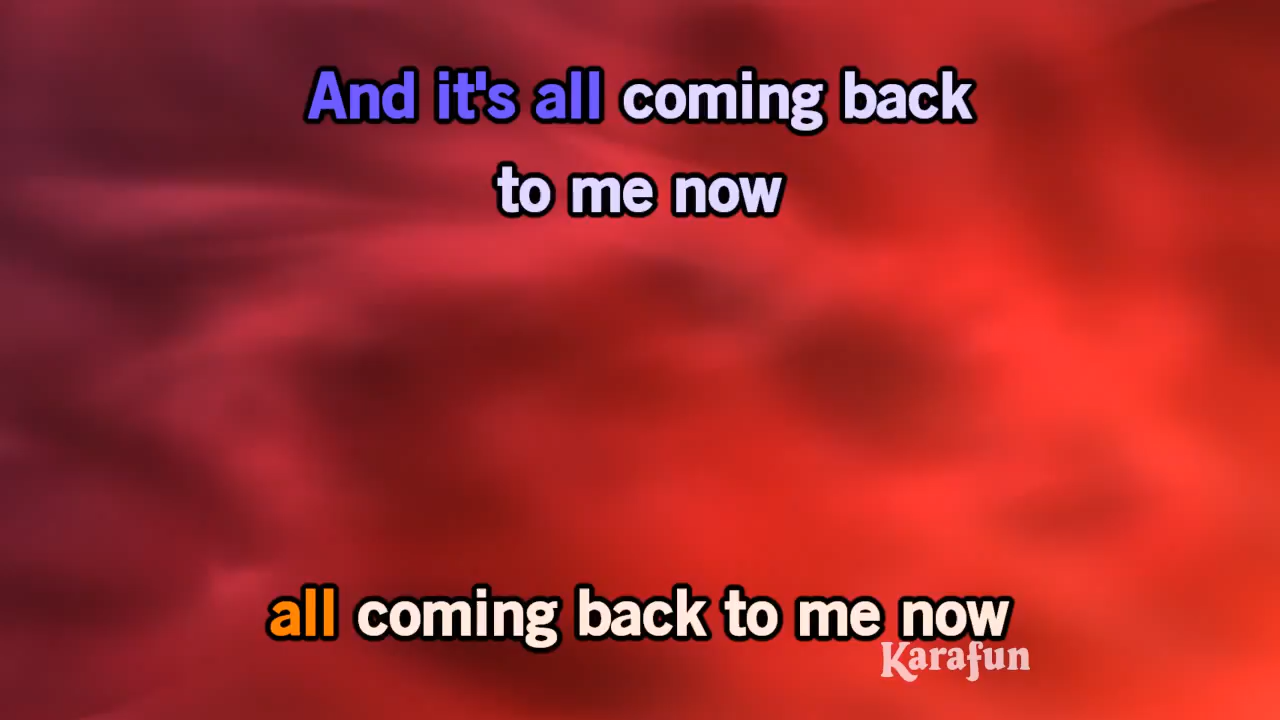 And it's all coming back
to me now
all coming back to me now
Karafun